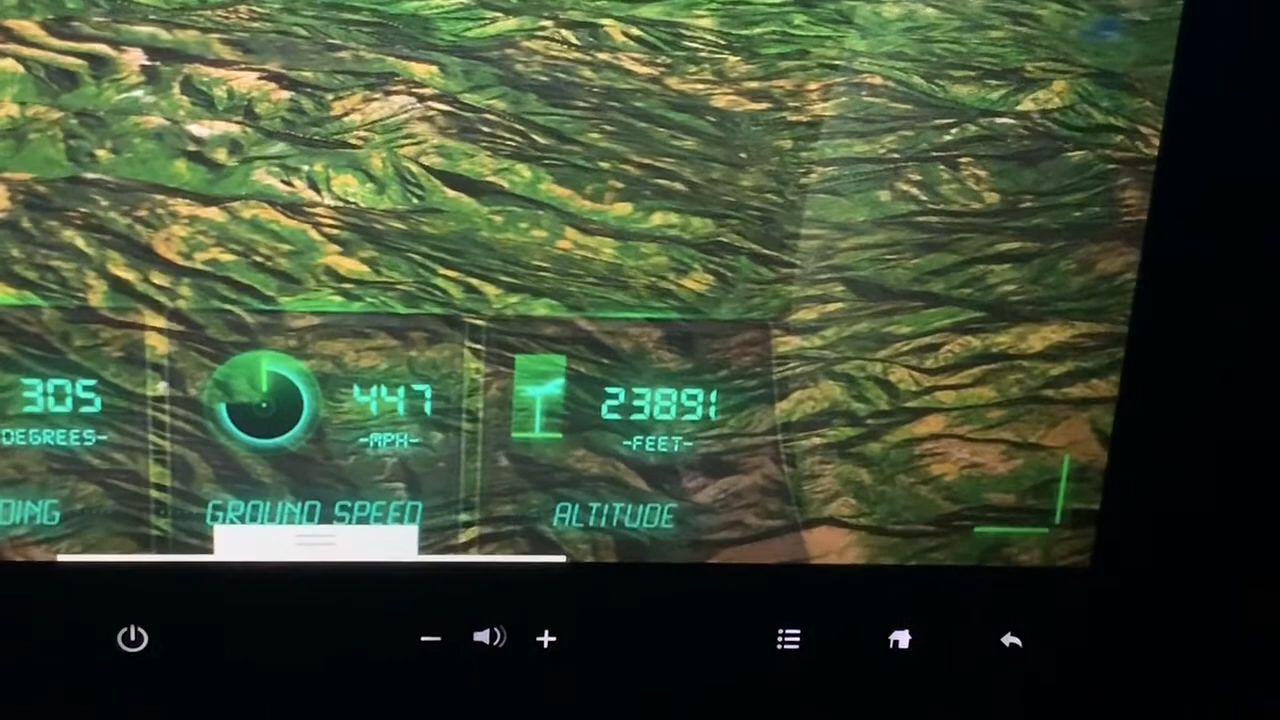 305
DEGREES-
DING
447
-MPH-
GROUND SPEED
23891
-FEET-
ALTITUDE